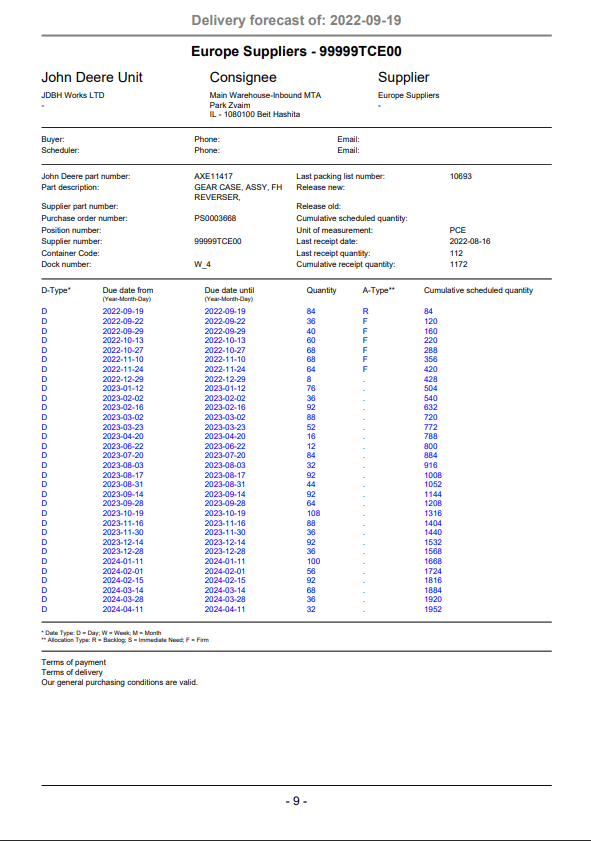 Delivery forecast of: 2022-09-19
Europe Suppliers - 99999TCE00
John Deere Unit Consignee Supplier
JDBH Works LTD Main Warehouse-Inbound MTA Europe Suppliers
- Park Zvaim -
IL - 1080100 Beit Hashita
Buyer: Phone: Email:
Scheduler: Phone: Email:
John Deere part number: AXE11417 Last packing list number: 10693
Part description: GEAR CASE, ASSY, FH Release new:
REVERSER,
Supplier part number: Release old:
Purchase order number: PS0003668 Cumulative scheduled quantity:
Position number: Unit of measurement: PCE
Supplier number: 99999TCE00 Last receipt date: 2022-08-16
Container Code: Last receipt quantity: 112
Dock number: W_4 Cumulative receipt quantity: 1172
D-Type* Due date from Due date until Quantity A-Type** Cumulative scheduled quantity
(Year-Month-Day) (Year-Month-Day)
D 2022-09-19 2022-09-19 84 R 84
D 2022-09-22 2022-09-22 36 F 120
D 2022-09-29 2022-09-29 40 F 160
D 2022-10-13 2022-10-13 60 F 220
D 2022-10-27 2022-10-27 68 F 288
D 2022-11-10 2022-11-10 68 F 356
D 2022-11-24 2022-11-24 64 F 420
D 2022-12-29 2022-12-29 8 . 428
D 2023-01-12 2023-01-12 76 . 504
D 2023-02-02 2023-02-02 36 . 540
D 2023-02-16 2023-02-16 92 . 632
D 2023-03-02 2023-03-02 88 . 720
D 2023-03-23 2023-03-23 52 . 772
D 2023-04-20 2023-04-20 16 . 788
D 2023-06-22 2023-06-22 12 . 800
D 2023-07-20 2023-07-20 84 . 884
D 2023-08-03 2023-08-03 32 . 916
D 2023-08-17 2023-08-17 92 . 1008
D 2023-08-31 2023-08-31 44 . 1052
D 2023-09-14 2023-09-14 92 . 1144
D 2023-09-28 2023-09-28 64 . 1208
D 2023-10-19 2023-10-19 108 . 1316
D 2023-11-16 2023-11-16 88 . 1404
D 2023-11-30 2023-11-30 36 . 1440
D 2023-12-14 2023-12-14 92 . 1532
D 2023-12-28 2023-12-28 36 . 1568
D 2024-01-11 2024-01-11 100 . 1668
D 2024-02-01 2024-02-01 56 . 1724
D 2024-02-15 2024-02-15 92 . 1816
D 2024-03-14 2024-03-14 68 . 1884
D 2024-03-28 2024-03-28 36 . 1920
D 2024-04-11 2024-04-11 32 . 1952
* Date Type: D = Day; W = Week; M = Month
** Allocation Type: R = Backlog; S = Immediate Need; F = Firm
Terms of payment
Terms of delivery
Our general purchasing conditions are valid.
- 9 -